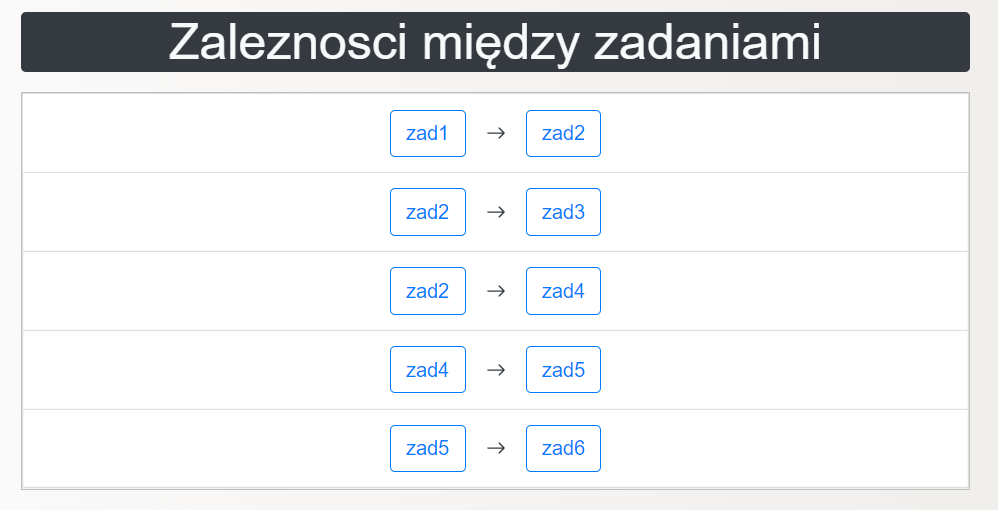 Zaleznosci między zadaniami
zad1 → zad2
zad2 → zad3
zad2 → zad4
zad4 → zad5
zad5 → zad6